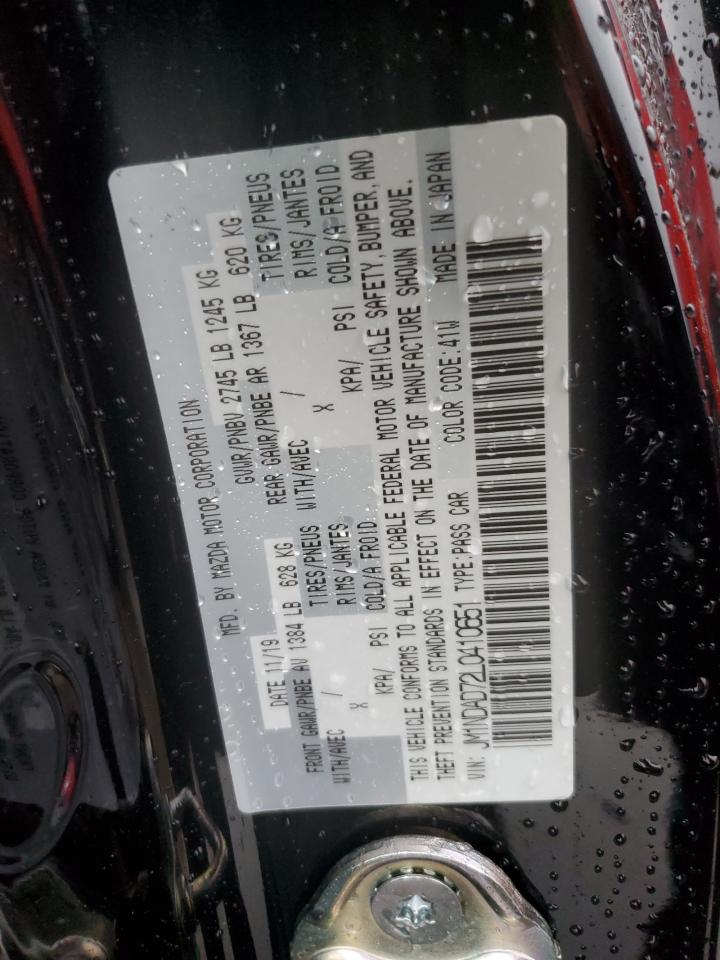 MFD. BY MAZDA MOTOR CORPORATION
DATE 11/19 GVWR/PNBV 2745 LB 1245 KG
FRONT GAWR/PNBE AV 1384 LB 628 KG REAR GAWR/PNBE AR 1367 LB 620 KG
WITH/AVEC TIRES/PNEUS WITH/AVEC TIRES/PNEUS
X / RIMS/JANTES X / RIMS/JANTES
KPA/ PSI COLD/A FROID KPA/ PSI COLD/A FROID
THIS VEHICLE CONFORMS TO ALL APPLICABLE FEDERAL MOTOR VEHICLE SAFETY, BUMPER, AND
THEFT PREVENTION STANDARDS IN EFFECT ON THE DATE OF MANUFACTURE SHOWN ABOVE.
VIN: JM1NDAD72L0410651 TYPE:PASS CAR COLOR CODE:41W MADE IN JAPAN